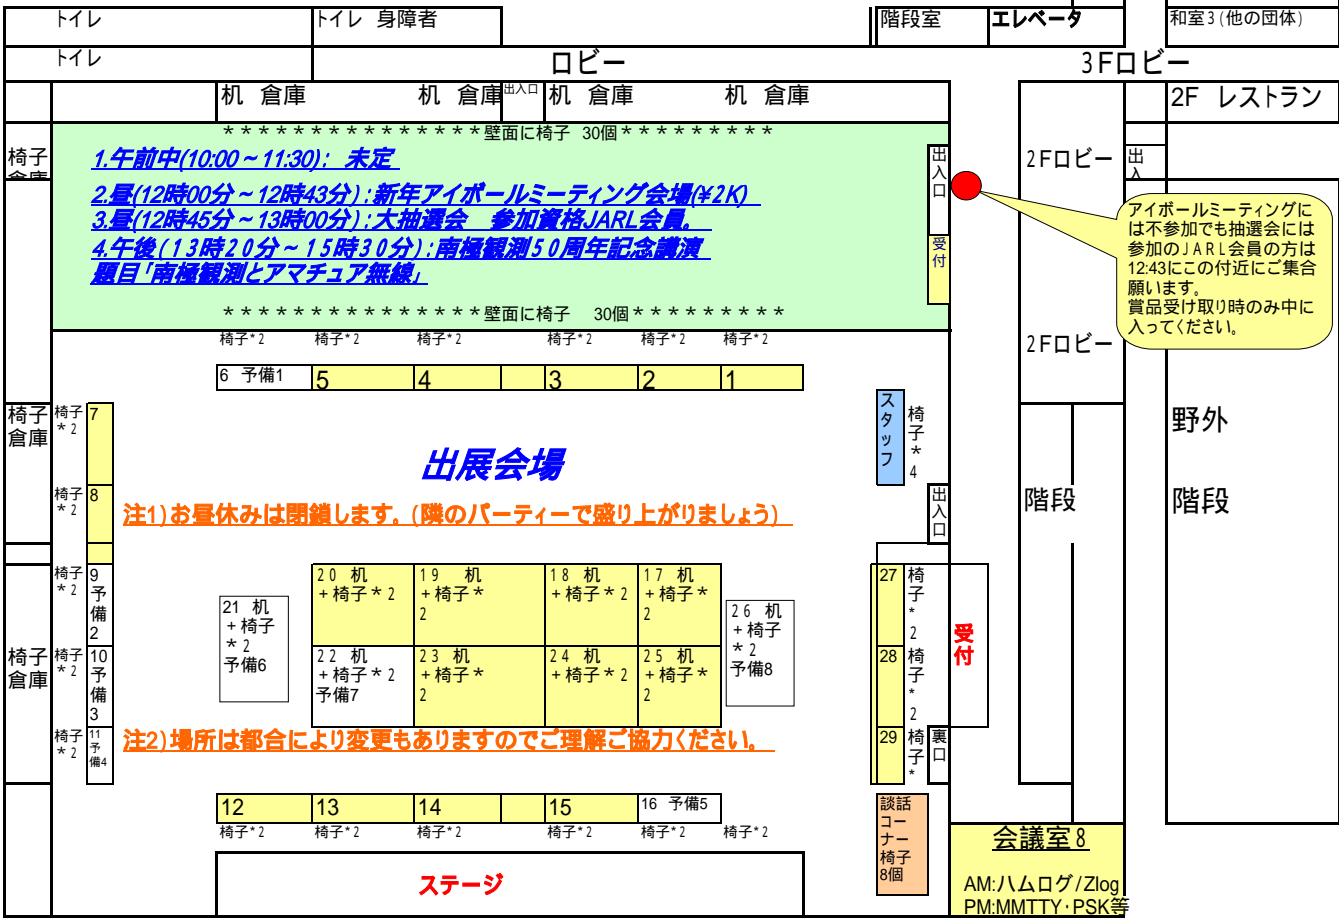 トイレ
トイレ 身障者
階段室
エレベータ
和室3(他の団体)
トイレ
ロビー
3Fロビー
机 倉庫
机 倉庫
出入口
机 倉庫
机 倉庫
2F レストラン
椅子
倉庫
***************壁面に椅子 30個*********
1.午前中(10:00~11:30): 未定
2.昼(12時00分~12時43分):新年アイボールミーティング会場(¥2K)
3.昼(12時45分~13時00分):大抽選会 参加資格JARL会員。
4.午後(13時20分~15時30分):南極観測50周年記念講演
題目「南極観測とアマチュア無線」
***************壁面に椅子 30個*********
出入口
受付
2Fロビー
出入
アイボールミーティングに
は不参加でも抽選会には
参加のJARL会員の方は
12:43にこの付近にご集合
願います。
賞品受け取り時のみ中に
入ってください。
2Fロビー
椅子*2
椅子*2
椅子*2
椅子*2
椅子*2
椅子*2
6 予備1
5
4
3
2
1
椅子
倉庫
椅子
*2
7
スタッフ
椅子*4
野外
出展会場
椅子
*2
8
注1)お昼休みは閉鎖します。(隣のパーティーで盛り上がりましょう)
出入口
階段
階段
椅子
*2
9
予備2
20 机
+椅子*2
19 机
+椅子*
2
18 机
+椅子*2
17 机
+椅子*
2
27
椅子*2
21 机
+椅子
*2
予備6
26 机
+椅子
*2
予備8
受付
椅子
倉庫
椅子
*2
10
予備3
22 机
+椅子*2
予備7
23 机
+椅子*
2
24 机
+椅子*2
25 机
+椅子*
2
28
椅子*2
椅子
*2
11
予
備4
注2)場所は都合により変更もありますのでご理解ご協力ください。
29
椅子*
裏口
12
13
14
15
16 予備5
椅子*2
椅子*2
椅子*2
椅子*2
椅子*2
椅子*2
談話
コー
ナー
椅子
8個
ステージ
会議室8
AM:ハムログ/Zlog
PM:MMTTY・PSK等